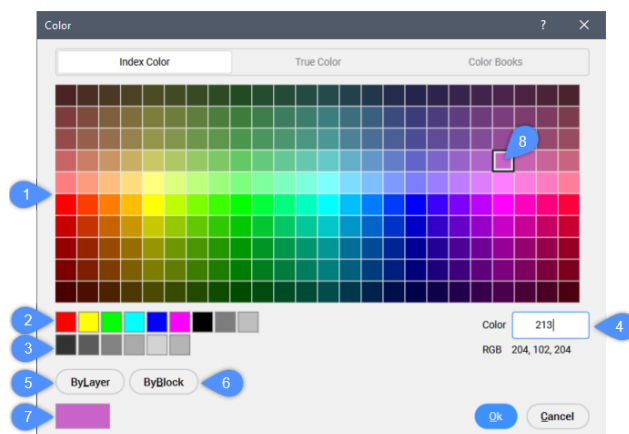 Color ?
Index Color True Color Color Books
8
1
2
3
Color 213 4
RGB 204, 102, 204
5 ByLayer ByBlock 6
7
Ok Cancel